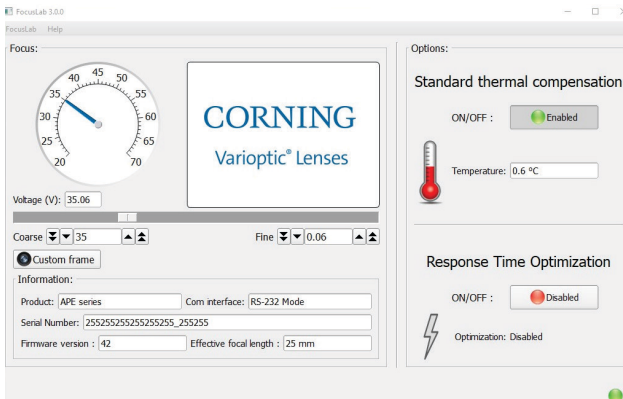 FocusLab 3.0.0
FocusLab Help
Focus:
20
25
30
35
40
45
50
55
60
65
70
CORNING
Varioptic® Lenses
Voltage (V): 35.06
Coarse 35
Fine 0.06
Custom frame
Information:
Product: APE series
Com interface: RS-232 Mode
Serial Number: 255255255255255255_255255
Firmware version : 42
Effective focal length : 25 mm
Options:
Standard thermal compensation
ON/OFF : Enabled
Temperature: 0.6 ºC
Response Time Optimization
ON/OFF : Disabled
Optimization: Disabled